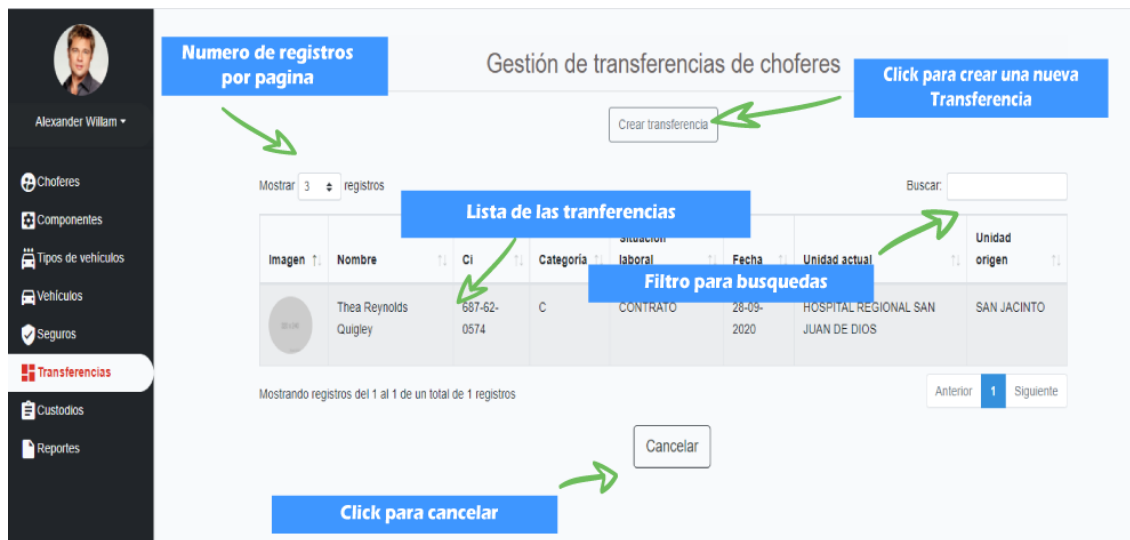 Alexander Willam
Choferes
Componentes
Tipos de vehículos
Vehículos
Seguros
Transferencias
Custodios
Reportes
Numero de registros
por pagina
Gestión de transferencias de choferes
Click para crear una nueva
Transferencia
Crear transferencia
Mostrar 3 registros
Buscar:
Lista de las tranferencias
Imagen
Nombre
Ci
Categoría
Situación
laboral
Fecha
Unidad actual
Unidad
origen
Filtro para busquedas
Thea Reynolds
Quigley
687-62-
0574
C
CONTRATO
28-09-
2020
HOSPITAL REGIONAL SAN
JUAN DE DIOS
SAN JACINTO
Mostrando registros del 1 al 1 de un total de 1 registros
Anterior 1 Siguiente
Cancelar
Click para cancelar